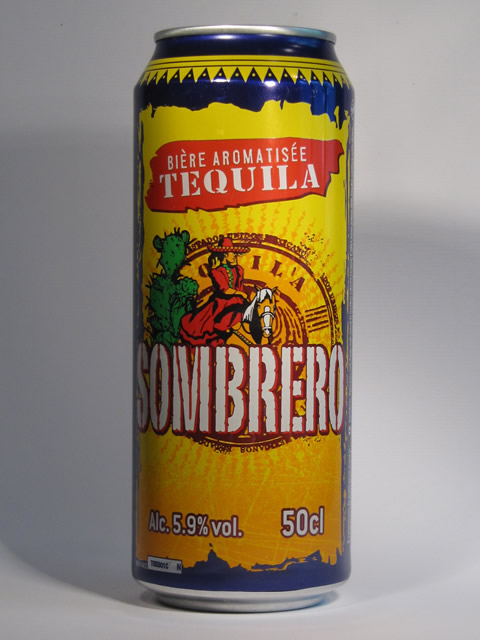 BIÈRE AROMATISÉE
TEQUILA
SOMBRERO
Alc. 5.9% vol.
50cl